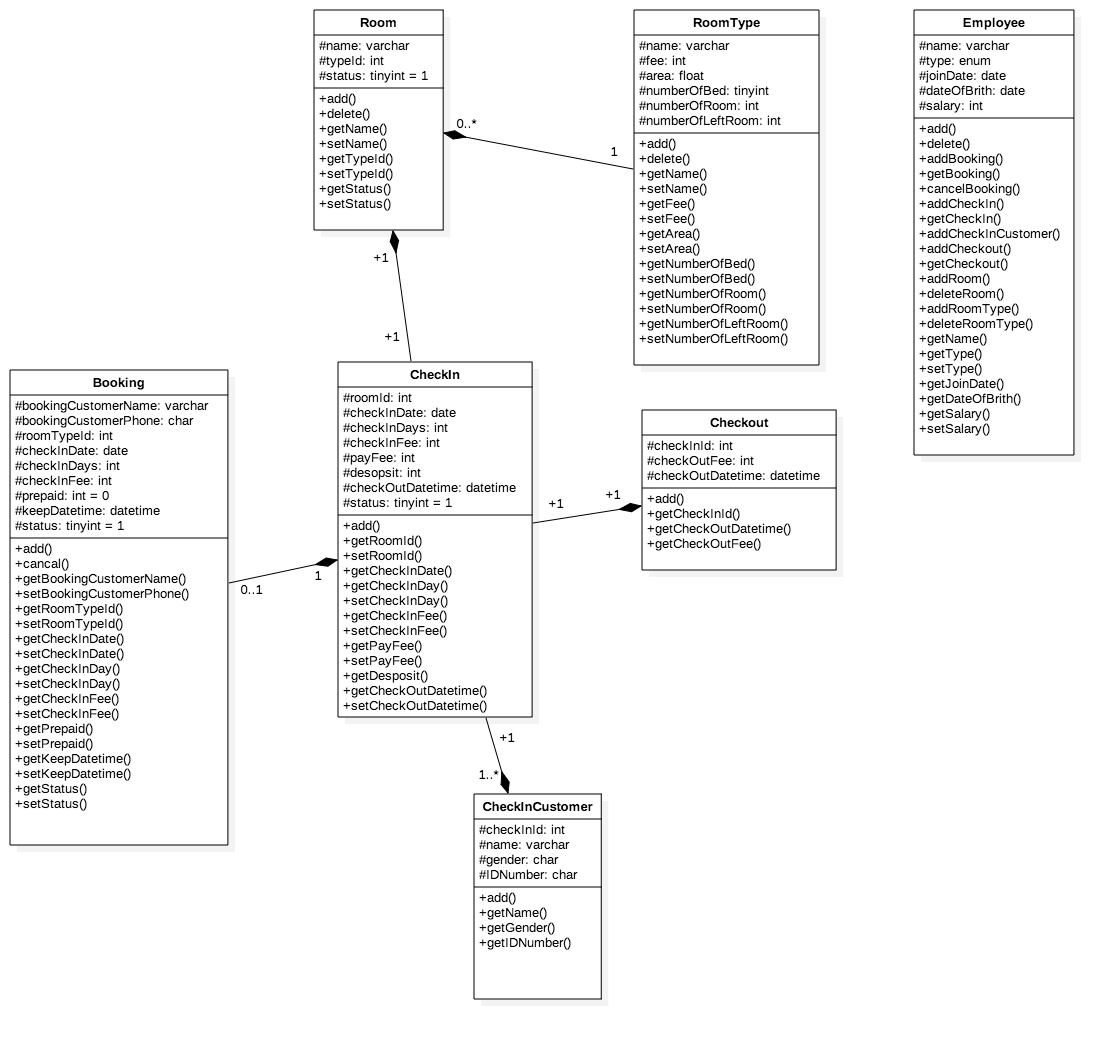 Room
#name: varchar
#typeId: int
#status: tinyint = 1
+add()
+delete()
+getName()
+setName()
+getTypeId()
+setTypeId()
+getStatus()
+setStatus()
0..*
1
RoomType
#name: varchar
#fee: int
#area: float
#numberOfBed: tinyint
#numberOfRoom: int
#numberOfLeftRoom: int
+add()
+delete()
+getName()
+setName()
+getFee()
+setFee()
+getArea()
+setArea()
+getNumberOfBed()
+setNumberOfBed()
+getNumberOfRoom()
+setNumberOfRoom()
+getNumberOfLeftRoom()
+setNumberOfLeftRoom()
Employee
#name: varchar
#type: enum
#joinDate: date
#dateOfBrith: date
#salary: int
+add()
+delete()
+addBooking()
+getBooking()
+cancelBooking()
+addCheckIn()
+getCheckIn()
+addCheckInCustomer()
+addCheckout()
+getCheckout()
+addRoom()
+deleteRoom()
+addRoomType()
+deleteRoomType()
+getName()
+getType()
+setType()
+getJoinDate()
+getDateOfBrith()
+getSalary()
+setSalary()
+1
+1
Booking
#bookingCustomerName: varchar
#bookingCustomerPhone: char
#roomTypeId: int
#checkInDate: date
#checkInDays: int
#checkInFee: int
#prepaid: int = 0
#keepDatetime: datetime
#status: tinyint = 1
+add()
+cancal()
+getBookingCustomerName()
+setBookingCustomerPhone()
+getRoomTypeId()
+setRoomTypeId()
+getCheckInDate()
+setCheckInDate()
+getCheckInDay()
+setCheckInDay()
+getCheckInFee()
+setCheckInFee()
+getPrepaid()
+setPrepaid()
+getKeepDatetime()
+setKeepDatetime()
+getStatus()
+setStatus()
0..1
1
CheckIn
#roomId: int
#checkInDate: date
#checkInDays: int
#checkInFee: int
#payFee: int
#desopsit: int
#checkOutDatetime: datetime
#status: tinyint = 1
+add()
+getRoomId()
+setRoomId()
+getCheckInDate()
+getCheckInDay()
+setCheckInDay()
+getCheckInFee()
+setCheckInFee()
+getPayFee()
+setPayFee()
+getDesposit()
+getCheckOutDatetime()
+setCheckOutDatetime()
+1
+1
Checkout
#checkInId: int
#checkOutFee: int
#checkOutDatetime: datetime
+add()
+getCheckInId()
+getCheckOutDatetime()
+getCheckOutFee()
+1
1..*
CheckInCustomer
#checkInId: int
#name: varchar
#gender: char
#IDNumber: char
+add()
+getName()
+getGender()
+getIDNumber()